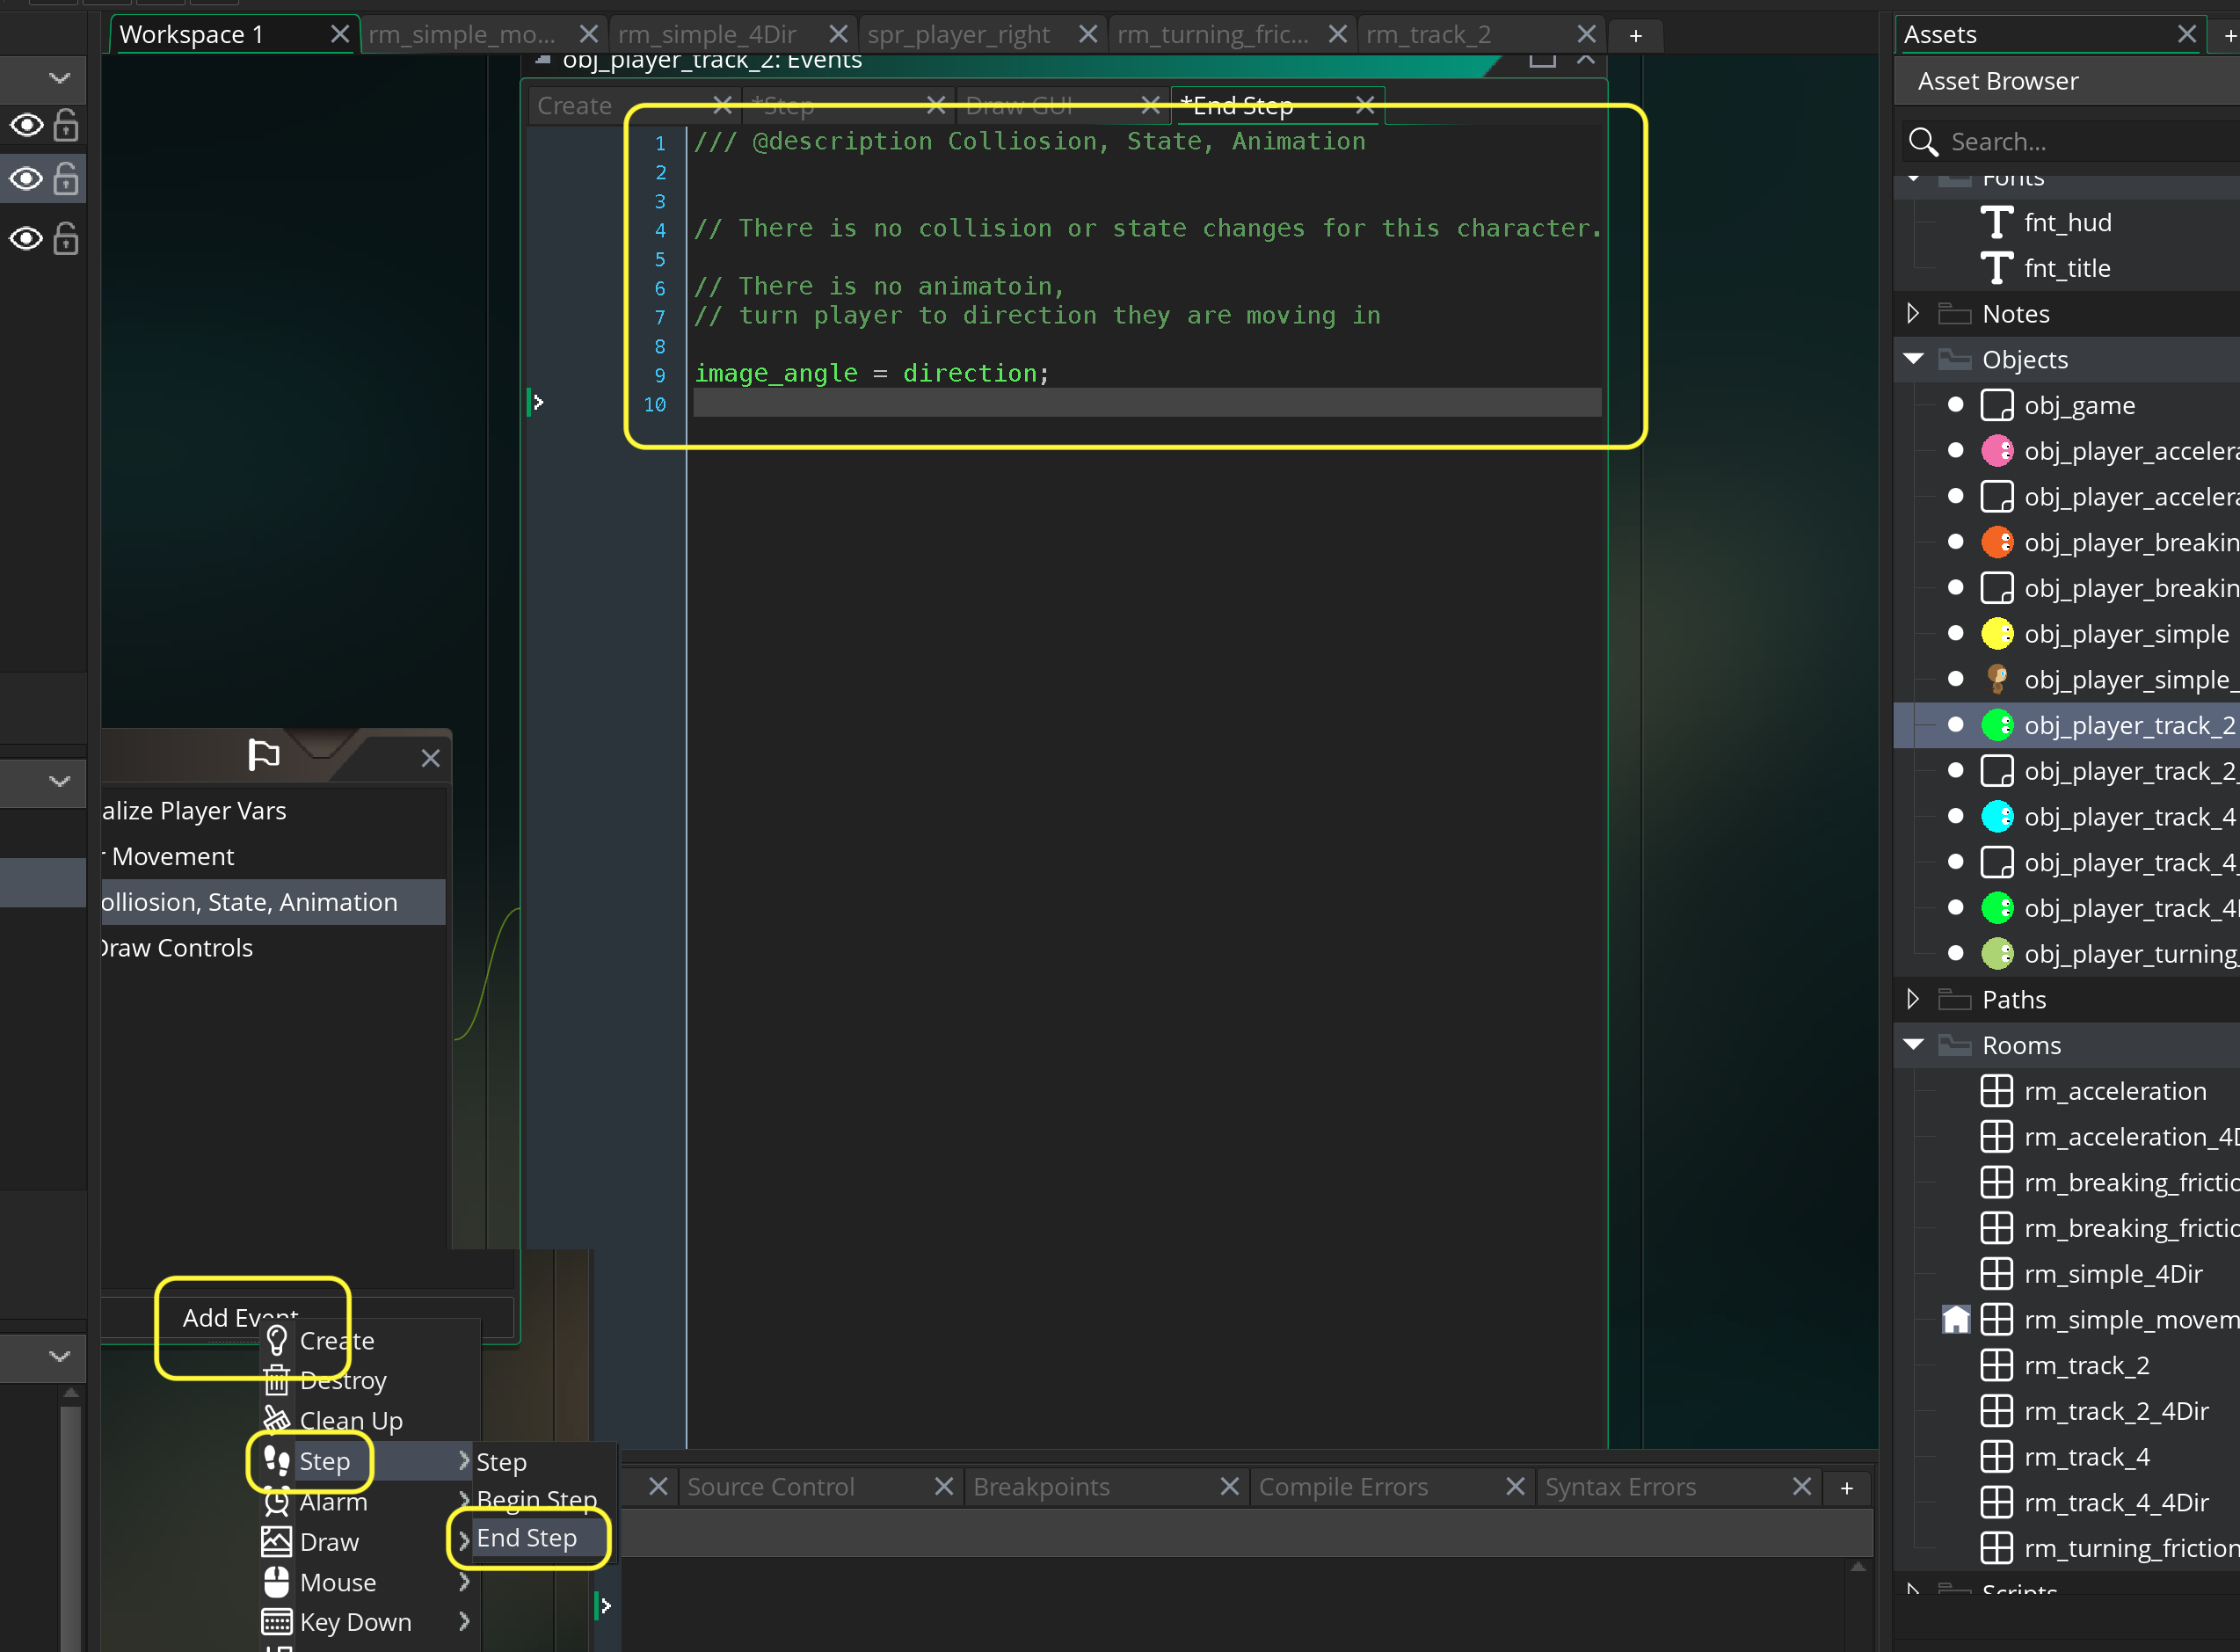 Workspace 1
rm_simple_mo...
rm_simple_4Dir
spr_player_right
rm_turning_fric...
rm_track_2
+
Assets
+
obj_player_track_2: Events
Asset Browser
Create
*Step
Draw GUI
*End Step
Search...
1 /// @description Colliosion, State, Animation
2
3
4 // There is no collision or state changes for this character.
5
6 // There is no animatoin,
7 // turn player to direction they are moving in
8
9 image_angle = direction;
10
Fonts
fnt_hud
fnt_title
Notes
Objects
obj_game
obj_player_accelera
obj_player_accelera
obj_player_breakin
obj_player_breakin
obj_player_simple
obj_player_simple_
obj_player_track_2
obj_player_track_2_
obj_player_track_4
obj_player_track_4_
obj_player_track_4
obj_player_turning_
Paths
Rooms
rm_acceleration
rm_acceleration_4D
rm_breaking_frictio
rm_breaking_frictio
rm_simple_4Dir
rm_simple_movem
rm_track_2
rm_track_2_4Dir
rm_track_4
rm_track_4_4Dir
rm_turning_friction
Scripts
alize Player Vars
r Movement
olliosion, State, Animation
Draw Controls
Add Event
Create
Destroy
Clean Up
Step
Alarm
Draw
Mouse
Key Down
Step
Begin Step
End Step
Source Control
Breakpoints
Compile Errors
Syntax Errors
+